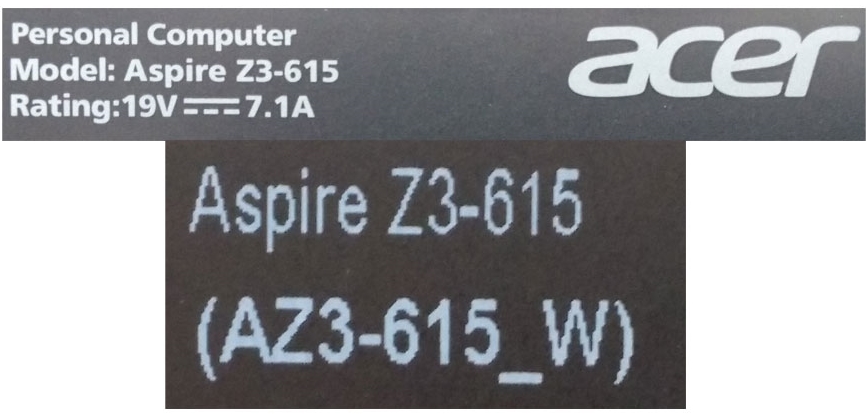 Personal Computer
Model: Aspire Z3-615
Rating:19V⎓7.1A
acer
Aspire Z3-615
(AZ3-615_W)